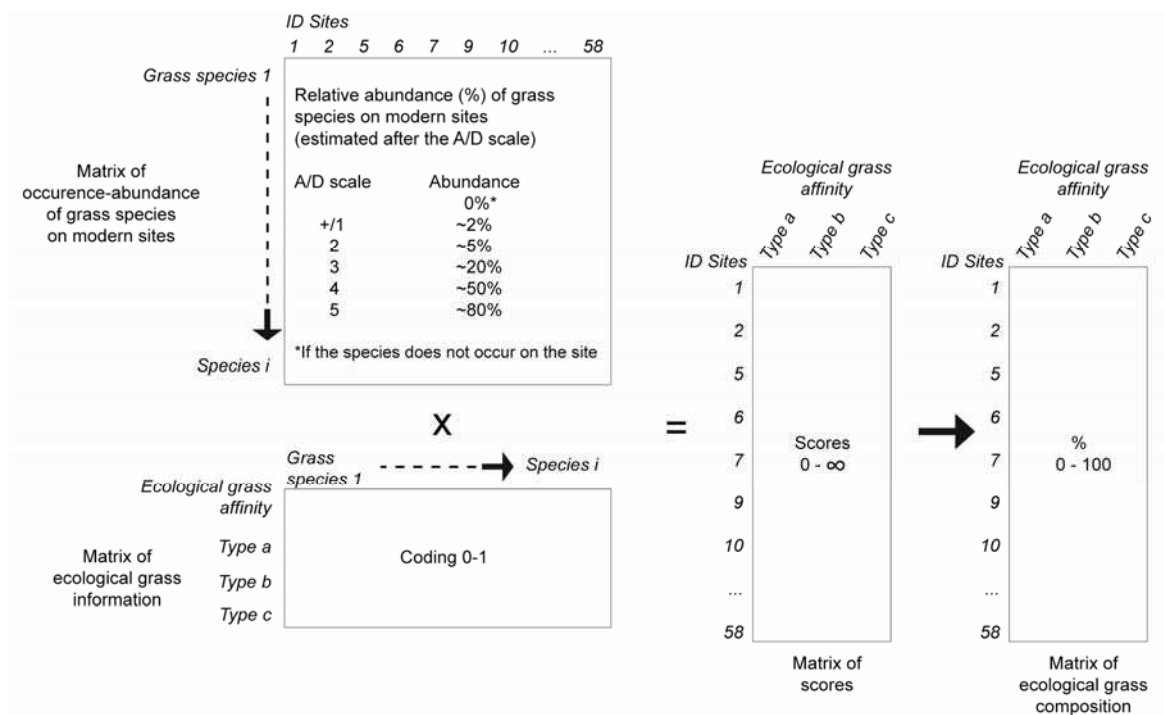 ID Sites
1 2 5 6 7 9 10 ... 58
Grass species 1
Relative abundance (%) of grass
species on modern sites
(estimated after the A/D scale)
Matrix of
occurence-abundance
of grass species
on modern sites
A/D scale Abundance
0%*
+/1 ~2%
2 ~5%
3 ~20%
4 ~50%
5 ~80%
*If the species does not occur on the site
Species i
X
Grass
species 1
Species i
Ecological grass
affinity
Matrix of
ecological grass
information
Type a
Type b
Type c
Coding 0-1
=
Ecological grass
affinity
Type a Type b Type c
ID Sites
1
2
5
6
7
9
10
...
58
Scores
0 - ∞
Matrix of
scores
Ecological grass
affinity
Type a Type b Type c
ID Sites
1
2
5
6
7
9
10
...
58
%
0 - 100
Matrix of
ecological grass
composition